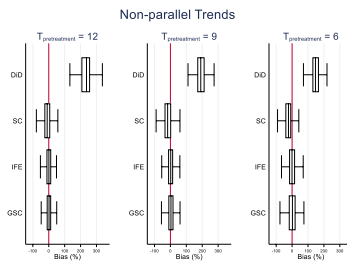 Non-parallel Trends
Tpretreatment = 12
DiD
SC
IFE
GSC
-100 0 100 200 300
Bias (%)
Tpretreatment = 9
DiD
SC
IFE
GSC
-100 0 100 200 300
Bias (%)
Tpretreatment = 6
DiD
SC
IFE
GSC
-100 0 100 200 300
Bias (%)